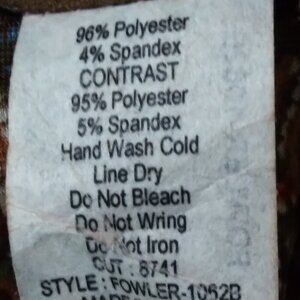 96% Polyester
4% Spandex
CONTRAST
95% Polyester
5% Spandex
Hand Wash Cold
Line Dry
Do Not Bleach
Do Not Wring
Do Not Iron
CUT : 8741
STYLE : FOWLER-1062B